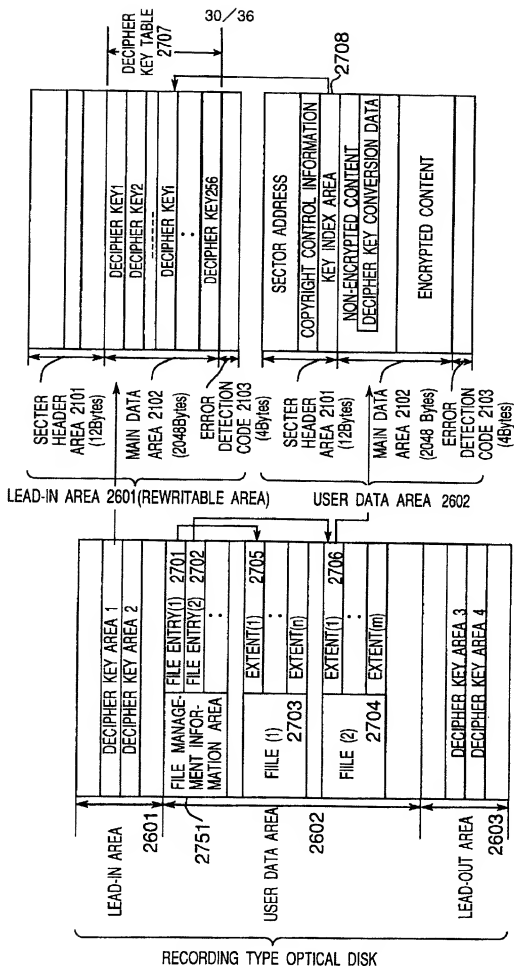 30/36
RECORDING TYPE OPTICAL DISK
LEAD-IN AREA
2601
DECIPHER KEY AREA 1
DECIPHER KEY AREA 2
USER DATA AREA
2602
2751
FILE MANAGE-
MENT INFOR-
MATION AREA
FILE ENTRY(1)
2701
FILE ENTRY(2)
2702
:
FIILE (1)
2703
EXTENT(1)
2705
:
EXTENT(n)
FILE (2)
2704
EXTENT(1)
2706
:
EXTENT(m)
LEAD-OUT AREA
2603
DECIPHER KEY AREA 3
DECIPHER KEY AREA 4
LEAD-IN AREA 2601(REWRITABLE AREA)
SECTER
HEADER
AREA 2101
(12Bytes)
MAIN DATA
AREA 2102
(2048Bytes)
ERROR
DETECTION
CODE 2103
(4Bytes)
DECIPHER KEY1
DECIPHER KEY2
-----
DECIPHER KEYi
:
DECIPHER KEY256
DECIPHER
KEY TABLE
2707
USER DATA AREA 2602
SECTER
HEADER
AREA 2101
(12Bytes)
MAIN DATA
AREA 2102
(2048 Bytes)
ERROR
DETECTION
CODE 2103
(4Bytes)
SECTOR ADDRESS
COPYRIGHT CONTROL INFORMATION
KEY INDEX AREA
2708
NON-ENCRYPTED CONTENT
DECIPHER KEY CONVERSION DATA
ENCRYPTED CONTENT